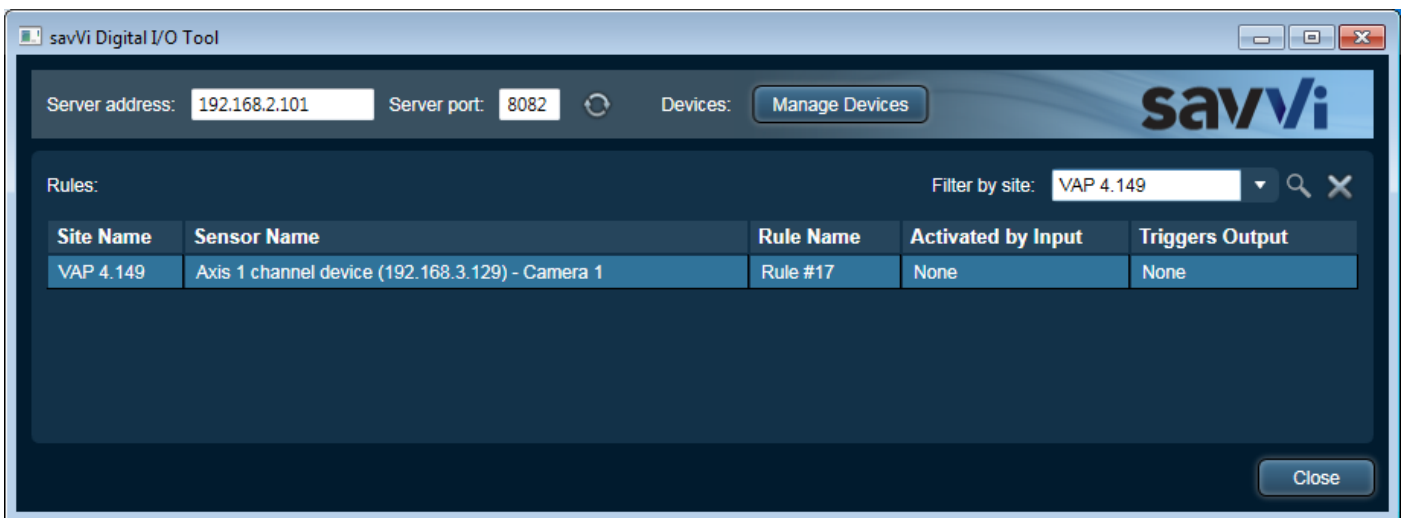 savVi Digital I/O Tool
Server address: 192.168.2.101 Server port: 8082 Devices: Manage Devices savVi
Rules: Filter by site: VAP 4.149
Site Name Sensor Name Rule Name Activated by Input Triggers Output
VAP 4.149 Axis 1 channel device (192.168.3.129) - Camera 1 Rule #17 None None
Close